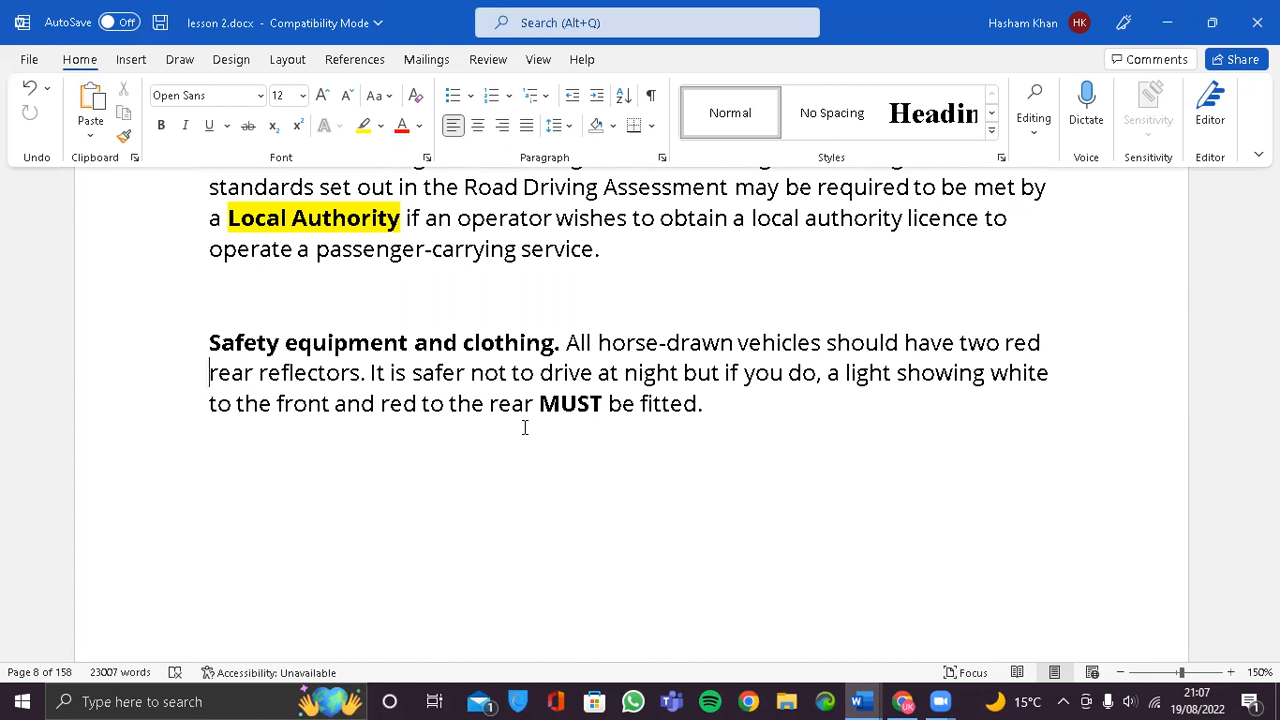 AutoSave Off lesson 2.docx - Compatibility Mode Search (Alt+Q) Hasham Khan HK
File Home Insert Draw Design Layout References Mailings Review View Help Comments Share
Open Sans 12 Aa A
Paste B I U ab x₂ x² A A Normal No Spacing Headin Editing Dictate Sensitivity Editor
Undo Clipboard Font Paragraph Styles Voice Sensitivity Editor
standards set out in the Road Driving Assessment may be required to be met by
a Local Authority if an operator wishes to obtain a local authority licence to
operate a passenger-carrying service.
Safety equipment and clothing. All horse-drawn vehicles should have two red
rear reflectors. It is safer not to drive at night but if you do, a light showing white
to the front and red to the rear MUST be fitted.
Page 8 of 158 23007 words Accessibility: Unavailable Focus 150%
Type here to search 1 15°C 21:07
19/08/2022 1